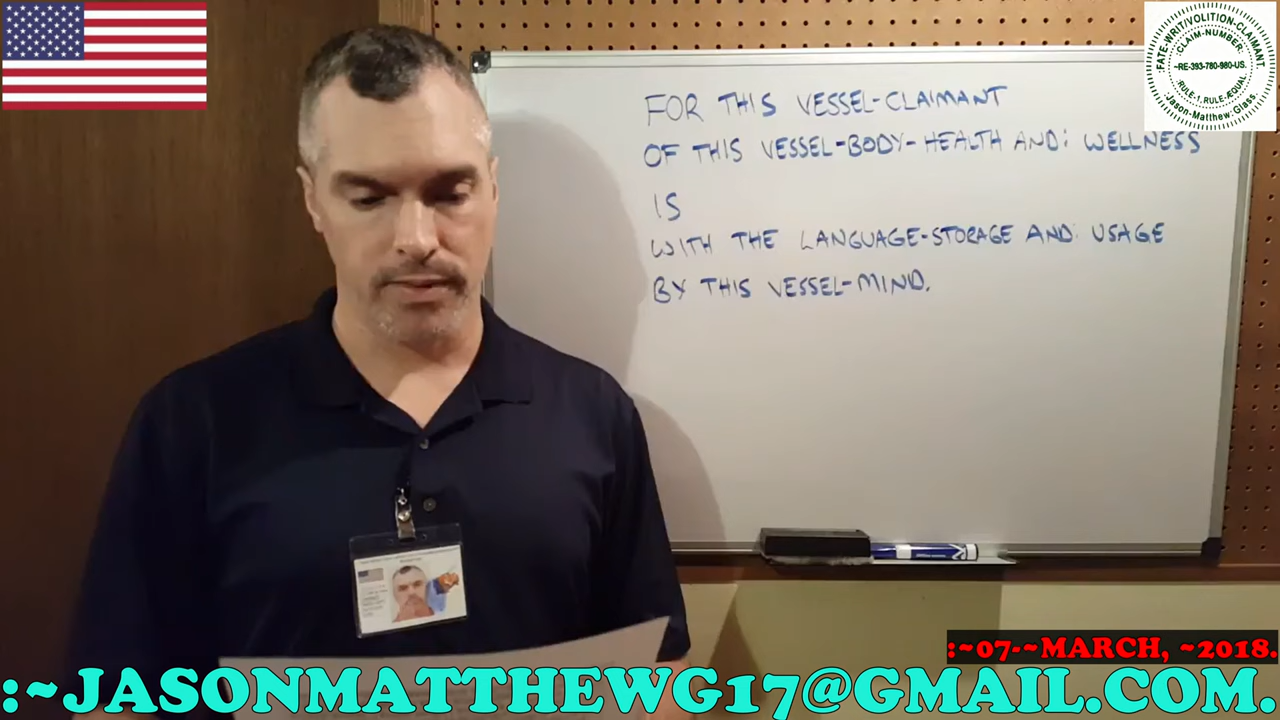 FATE-WRIT/VOLITION-CLAIMANT
CLAIM-NUMBER:
~RE-393-780-980-US.
:RULE-1, RULE-ÆQUAL.
Jason-Matthew:Glass.
FOR THIS VESSEL-CLAIMANT
OF THIS VESSEL-BODY-HEALTH AND: WELLNESS
IS
WITH THE LANGUAGE-STORAGE AND: USAGE
BY THIS VESSEL-MIND.
:~07-~MARCH, ~2018.
:~JASONMATTHEWG17@GMAIL.COM.